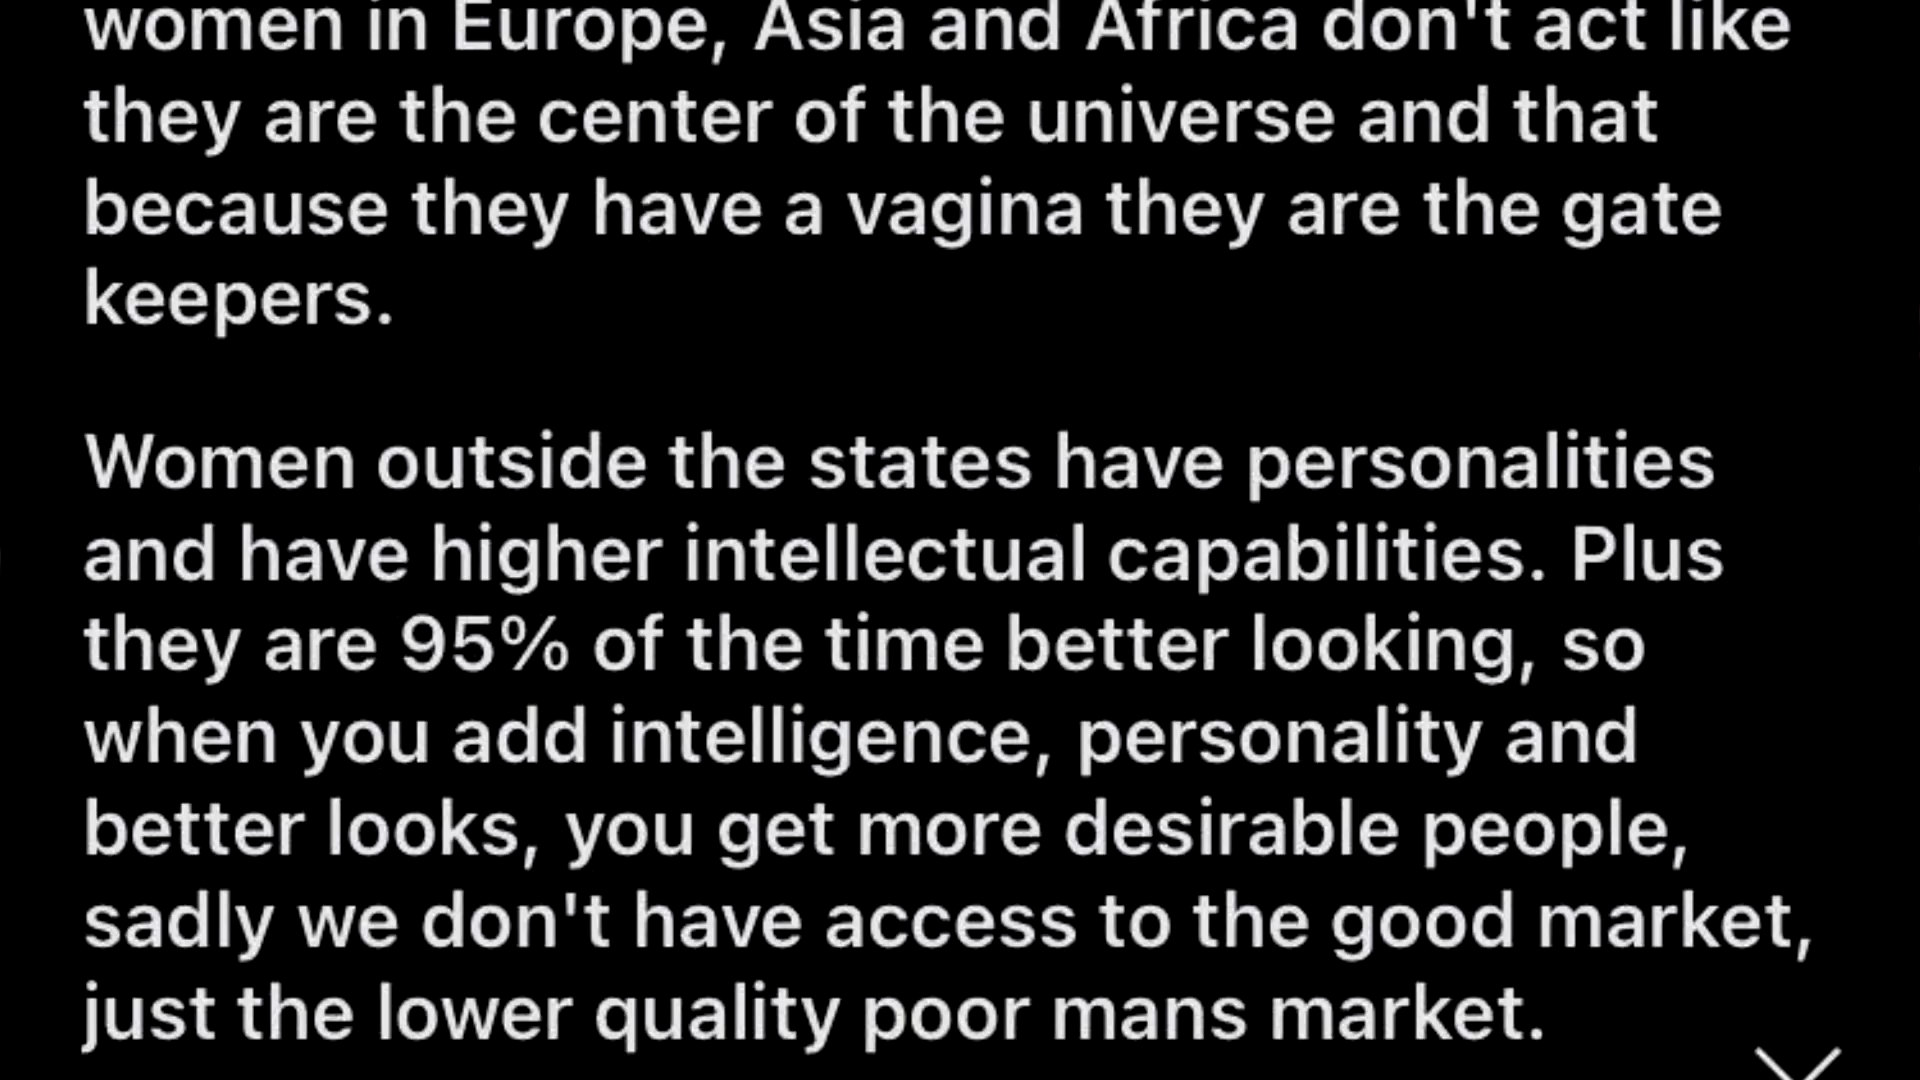 women in Europe, Asia and Africa don't act like
they are the center of the universe and that
because they have a vagina they are the gate
keepers.
Women outside the states have personalities
and have higher intellectual capabilities. Plus
they are 95% of the time better looking, so
when you add intelligence, personality and
better looks, you get more desirable people,
sadly we don't have access to the good market,
just the lower quality poor mans market.